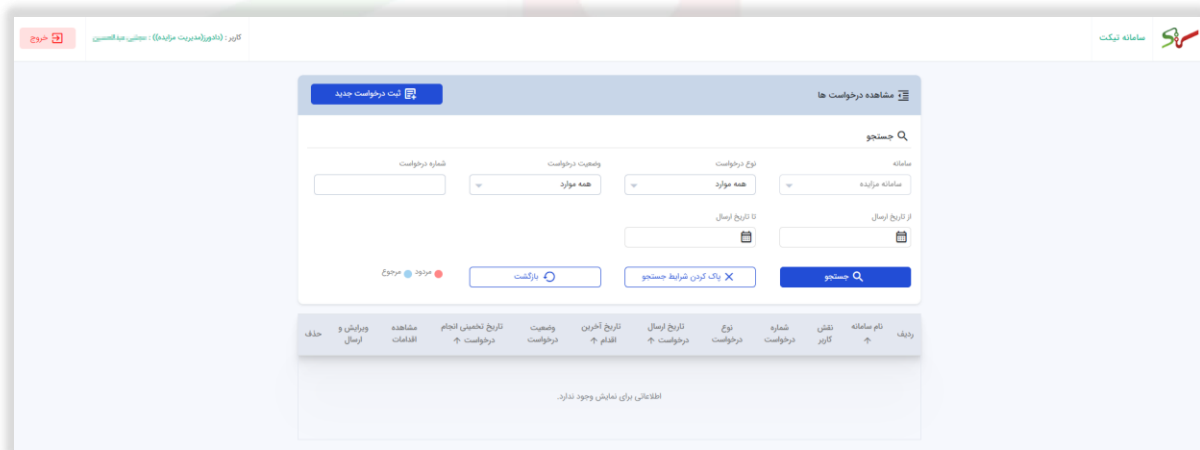 سامانه تیکت
کاربر : (دادورز(مدیریت مزایده)) : مجتبی عبدالحسین
خروج
مشاهده درخواست ها
ثبت درخواست جدید
جستجو
سامانه نوع درخواست وضعیت درخواست شماره درخواست
سامانه مزایده همه موارد همه موارد
از تاریخ ارسال تا تاریخ ارسال
جستجو پاک کردن شرایط جستجو بازگشت مردود مرجوع
ردیف نام سامانه نقش کاربر شماره درخواست نوع درخواست تاریخ ارسال درخواست تاریخ آخرین اقدام وضعیت درخواست تاریخ تخمینی انجام درخواست مشاهده اقدامات ویرایش و ارسال حذف
اطلاعاتی برای نمایش وجود ندارد.